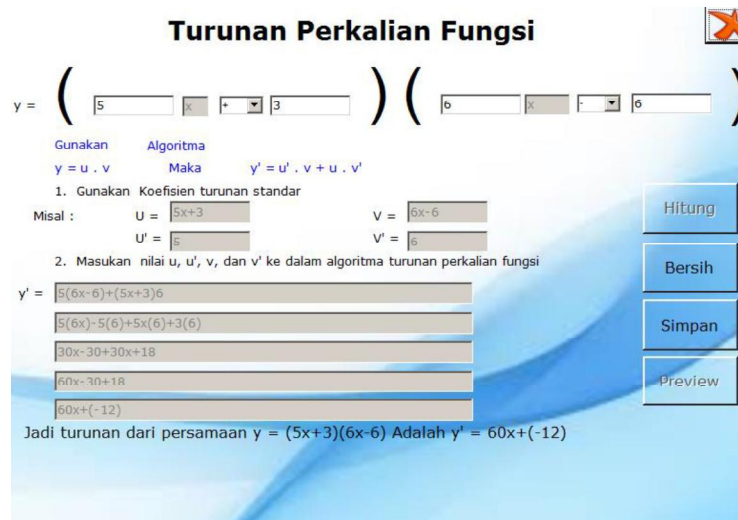 Turunan Perkalian Fungsi
y = ( 5 x + 3 ) ( 6 x - 6 )
Gunakan Algoritma
y = u . v Maka y' = u' . v + u . v'
1. Gunakan Koefisien turunan standar
Misal : U = 5x+3 V = 6x-6
U' = 5 V' = 6
2. Masukan nilai u, u', v, dan v' ke dalam algoritma turunan perkalian fungsi
y' = 5(6x-6)+(5x+3)6
5(6x)-5(6)+5x(6)+3(6)
30x-30+30x+18
60x-30+18
60x+(-12)
Jadi turunan dari persamaan y = (5x+3)(6x-6) Adalah y' = 60x+(-12)
Hitung
Bersih
Simpan
Preview